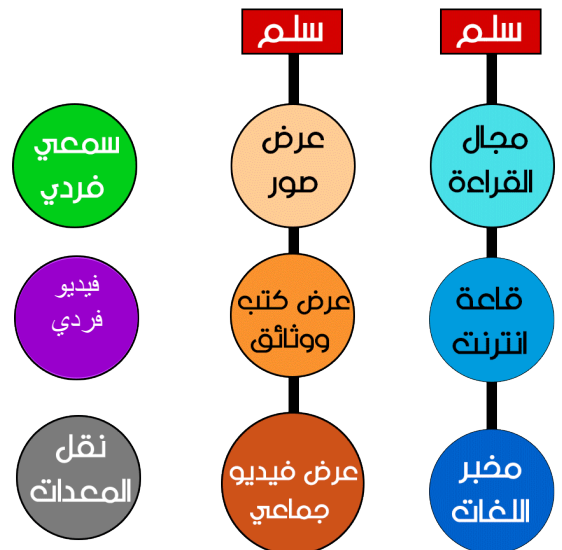 سلم
مجال
القراءة
قاعة
انترنت
مخبر
اللغات
سلم
عرض
صور
عرض كتب
ووثائق
عرض فيديو
جماعي
سمعي
فردي
فيديو
فردي
نقل
المعدات